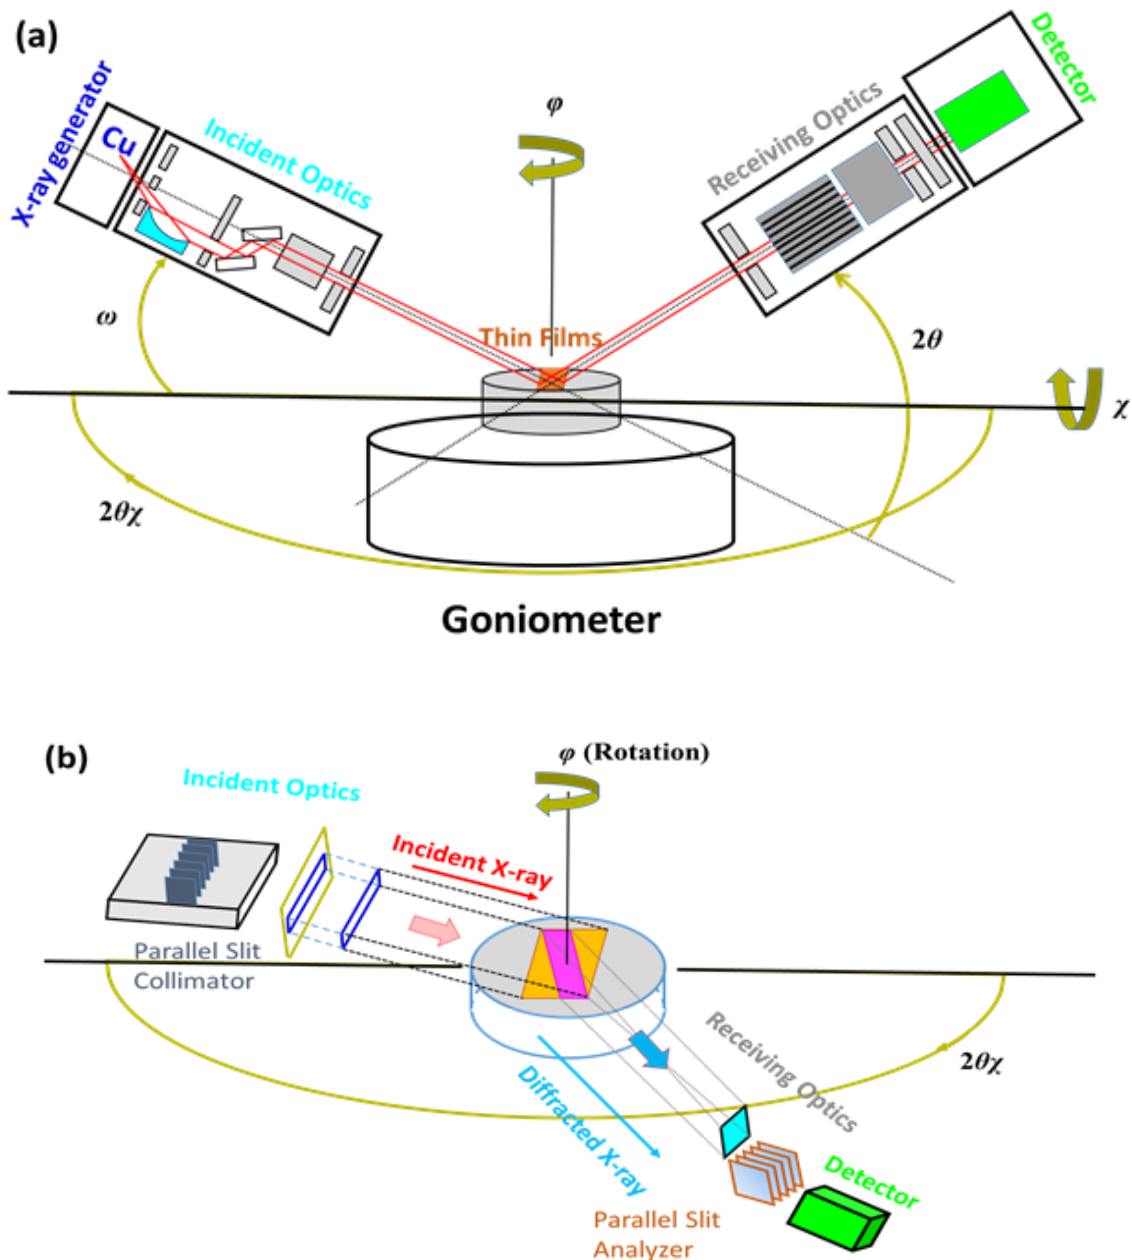 (a)
X-ray generator
Cu
Incident Optics
φ
Receiving Optics
Detector
ω
Thin Films
2θ
χ
2θχ
Goniometer
(b)
φ (Rotation)
Incident Optics
Incident X-ray
Parallel Slit
Collimator
Receiving Optics
2θχ
Diffracted X-ray
Detector
Parallel Slit
Analyzer